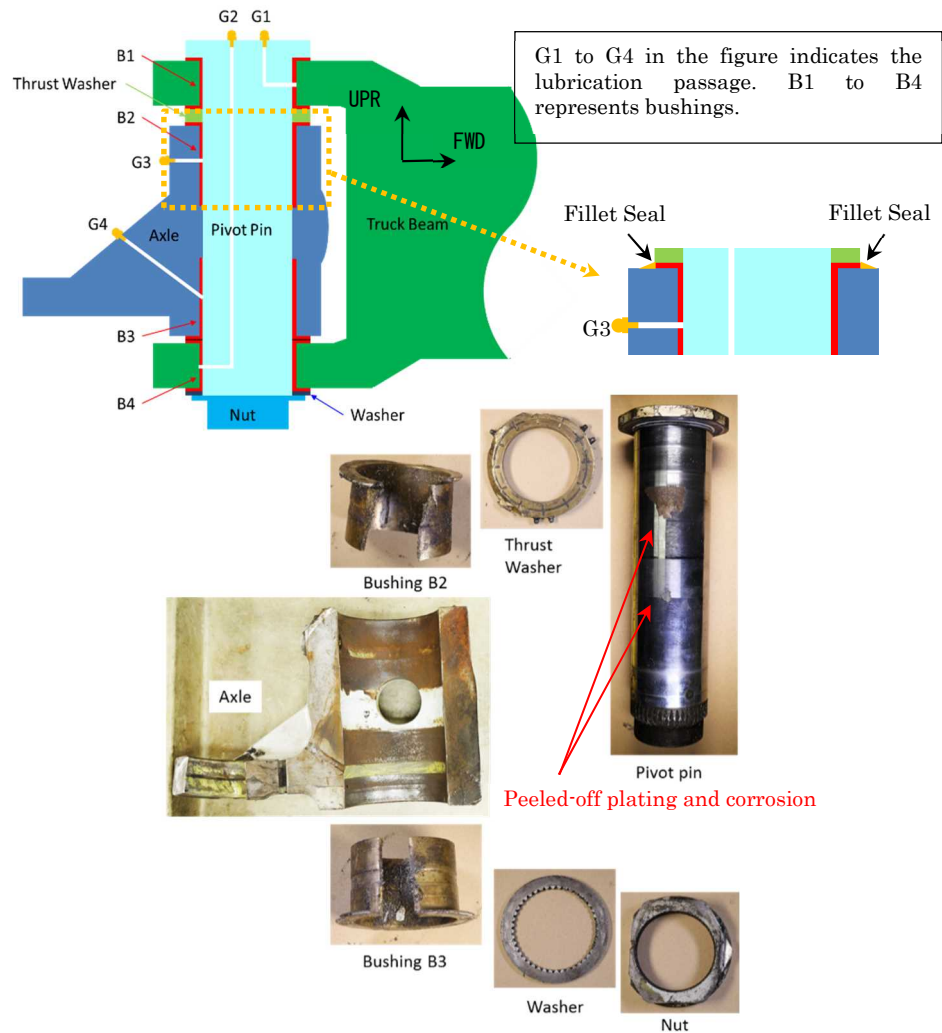 G2 G1
G1 to G4 in the figure indicates the
lubrication passage. B1 to B4
represents bushings.
B1
Thrust Washer
B2
G3
UPR
FWD
G4
Axle
Pivot Pin
Truck Beam
Fillet Seal
Fillet Seal
G3
B3
B4
Nut
Washer
Bushing B2
Thrust
Washer
Axle
Pivot pin
Peeled-off plating and corrosion
Bushing B3
Washer
Nut